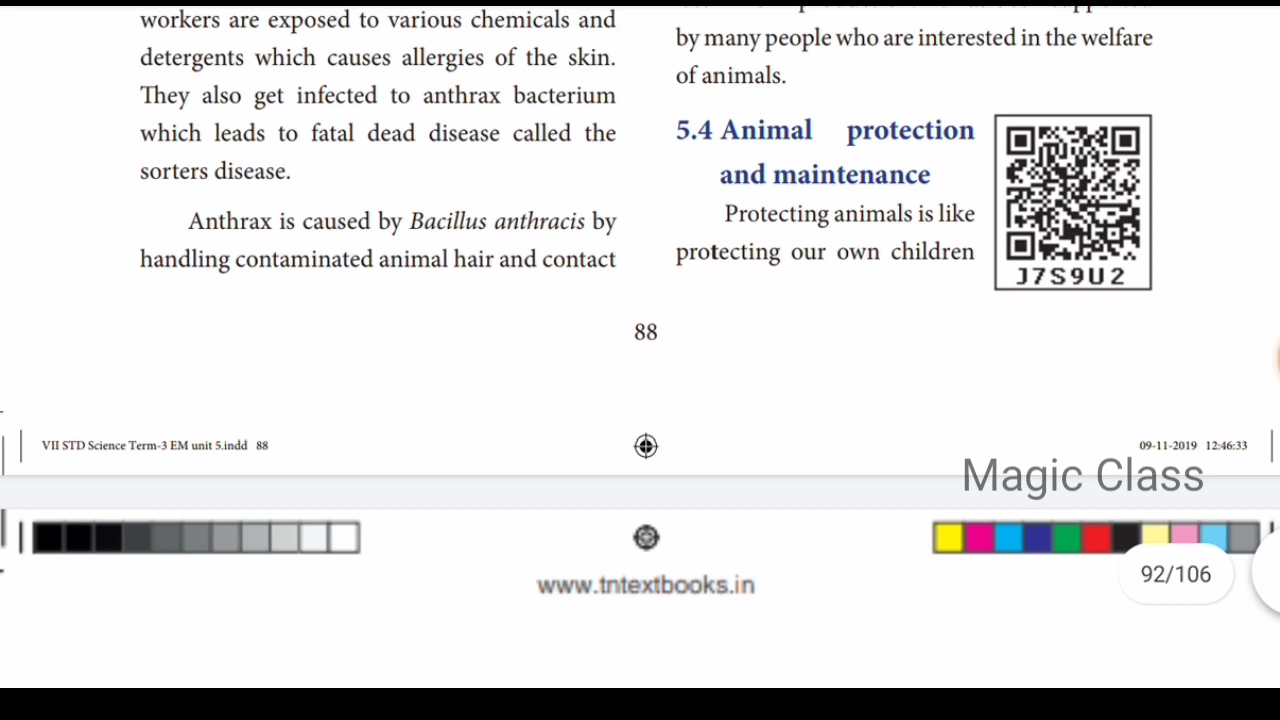 workers are exposed to various chemicals and
detergents which causes allergies of the skin.
They also get infected to anthrax bacterium
which leads to fatal dead disease called the
sorters disease.
Anthrax is caused by Bacillus anthracis by
handling contaminated animal hair and contact
by many people who are interested in the welfare
of animals.
5.4 Animal protection
and maintenance
Protecting animals is like
protecting our own children
J7S9U2
88
VII STD Science Term-3 EM unit 5.indd 88
09-11-2019 12:46:33
Magic Class
92/106
www.tntextbooks.in